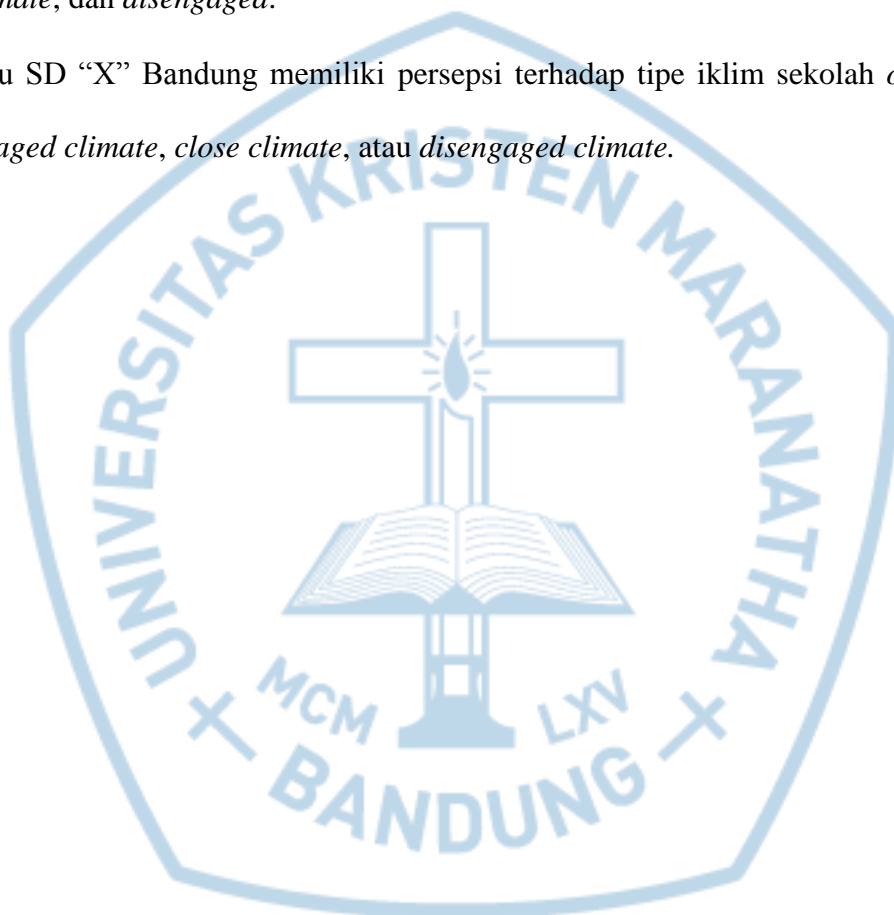 mate, dan disengaged.
u SD “X” Bandung memiliki persepsi terhadap tipe iklim sekolah
aged climate, close climate, atau disengaged climate.
UNIVERSITAS KRISTEN MARANATHA
MCM LXV
BANDUNG